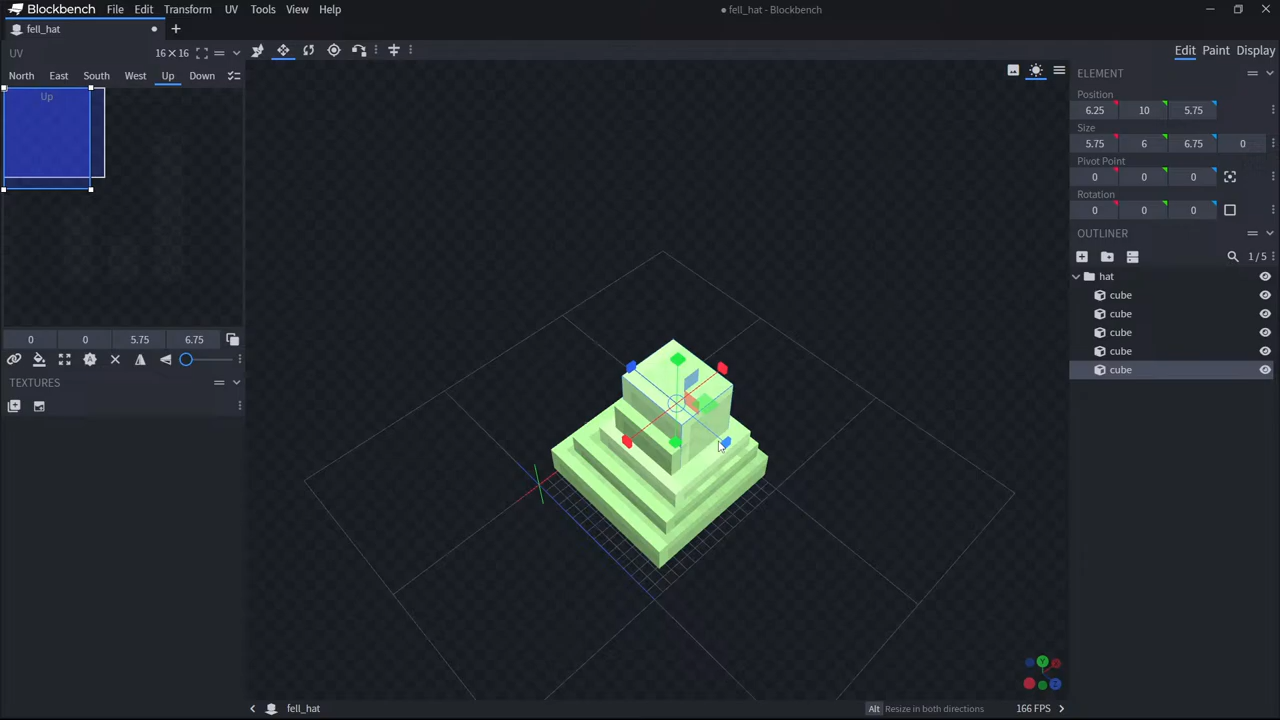 Blockbench File Edit Transform UV Tools View Help
• fell_hat - Blockbench
fell_hat
UV 16×16
North East South West Up Down
Up
0 0 5.75 6.75
TEXTURES
Edit Paint Display
ELEMENT
Position
6.25 10 5.75
Size
5.75 6 6.75 0
Pivot Point
0 0 0
Rotation
0 0 0
OUTLINER
1/5
hat
cube
cube
cube
cube
cube
Y
X
Z
fell_hat
Alt Resize in both directions 166 FPS